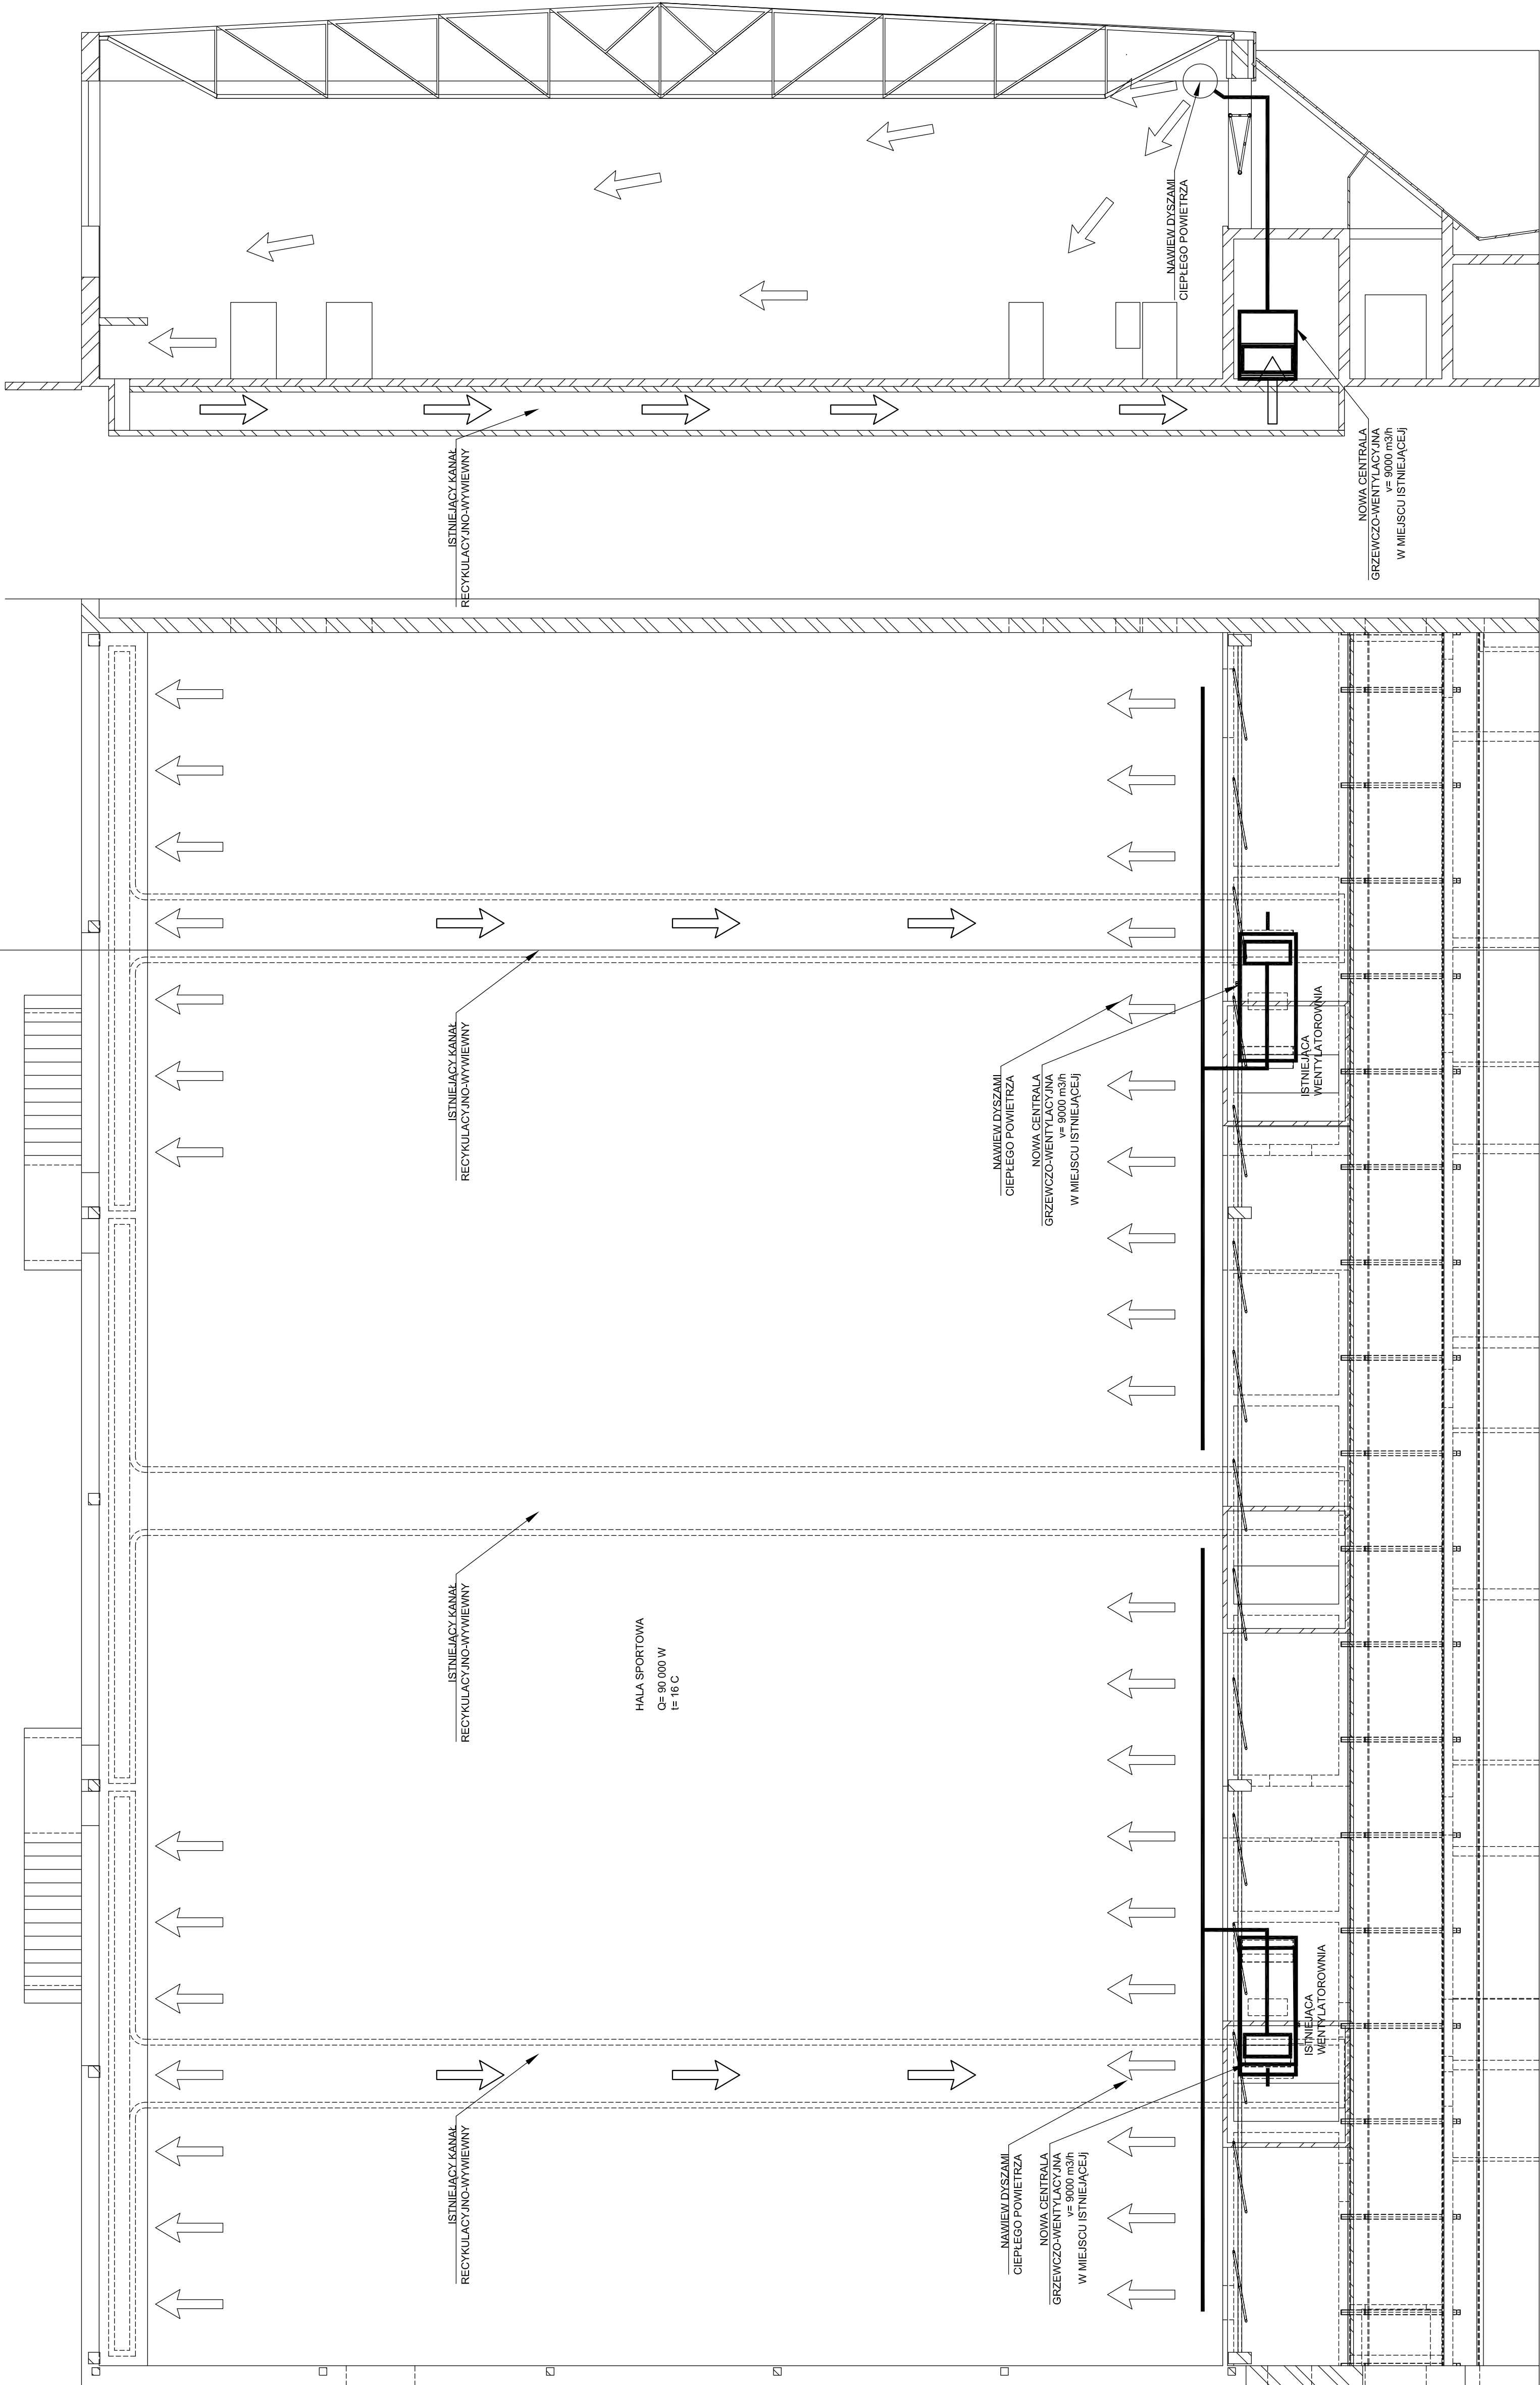 NAWIEW DYSZAMI
CIEPŁEGO POWIETRZA
ISTNIEJĄCY KANAŁ
RECYKULACYJNO-WYWIEWNY
NOWA CENTRALA
GRZEWCZO-WENTYLACYJNA
v= 9000 m3/h
W MIEJSCU ISTNIEJĄCEJj
ISTNIEJĄCY KANAŁ
RECYKULACYJNO-WYWIEWNY
NAWIEW DYSZAMI
CIEPŁEGO POWIETRZA
NOWA CENTRALA
GRZEWCZO-WENTYLACYJNA
v= 9000 m3/h
W MIEJSCU ISTNIEJĄCEJj
ISTNIEJĄCA
WENTYLATOROWNIA
ISTNIEJĄCY KANAŁ
RECYKULACYJNO-WYWIEWNY
HALA SPORTOWA
Q= 90 000 W
t= 16 C
ISTNIEJĄCY KANAŁ
RECYKULACYJNO-WYWIEWNY
NAWIEW DYSZAMI
CIEPŁEGO POWIETRZA
NOWA CENTRALA
GRZEWCZO-WENTYLACYJNA
v= 9000 m3/h
W MIEJSCU ISTNIEJĄCEJj
ISTNIEJĄCA
WENTYLATOROWNIA